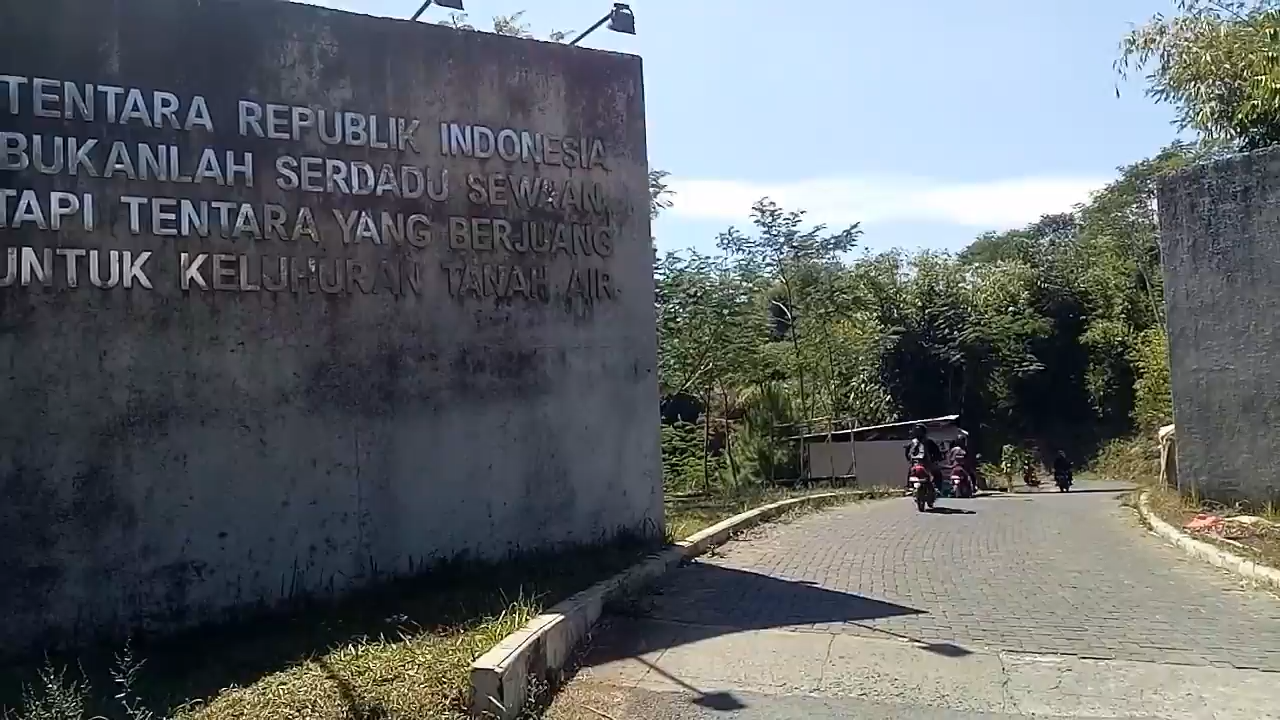 TENTARA REPUBLIK INDONESIA
BUKANLAH SERDADU SEWAAN,
TAPI TENTARA YANG BERJUANG
UNTUK KELUHURAN TANAH AIR